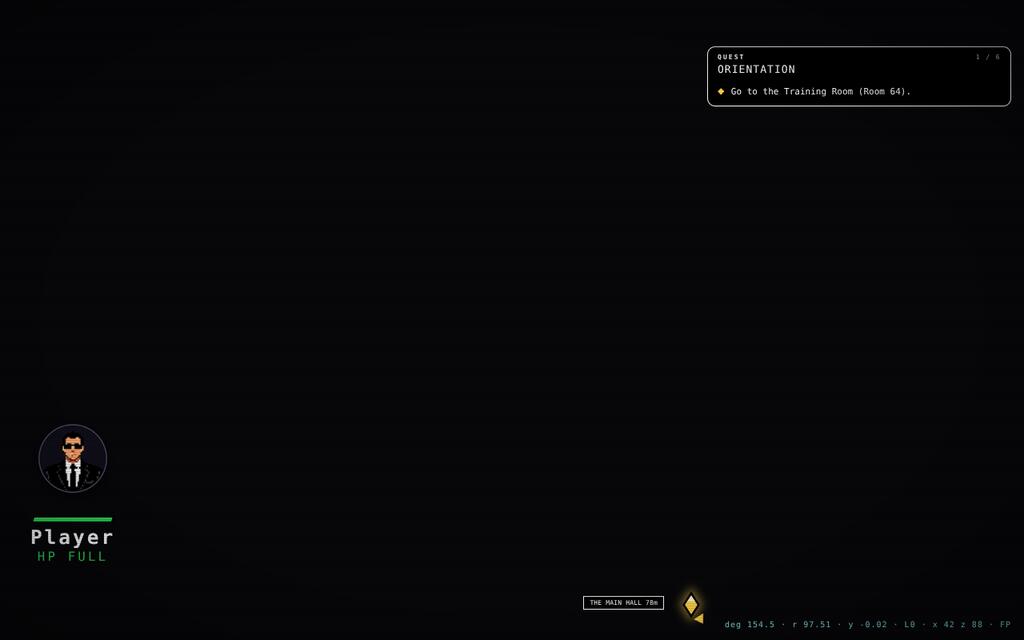 QUEST 1 / 6
ORIENTATION
◆ Go to the Training Room (Room 64).
Player
HP FULL
THE MAIN HALL 78m
deg 154.5 · r 97.51 · y -0.02 · L0 · x 42 z 88 · FP